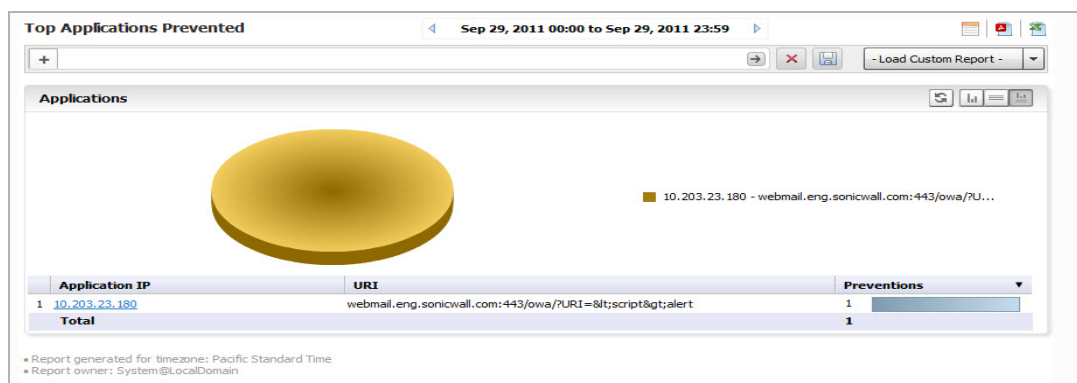 Top Applications Prevented
Sep 29, 2011 00:00 to Sep 29, 2011 23:59
+
- Load Custom Report -
Applications
10.203.23.180 - webmail.eng.sonicwall.com:443/owa/?U...
Application IP URI Preventions
1 10.203.23.180 webmail.eng.sonicwall.com:443/owa/?URI=&lt;script&gt;alert 1
Total 1
Report generated for timezone: Pacific Standard Time
Report owner: System@LocalDomain